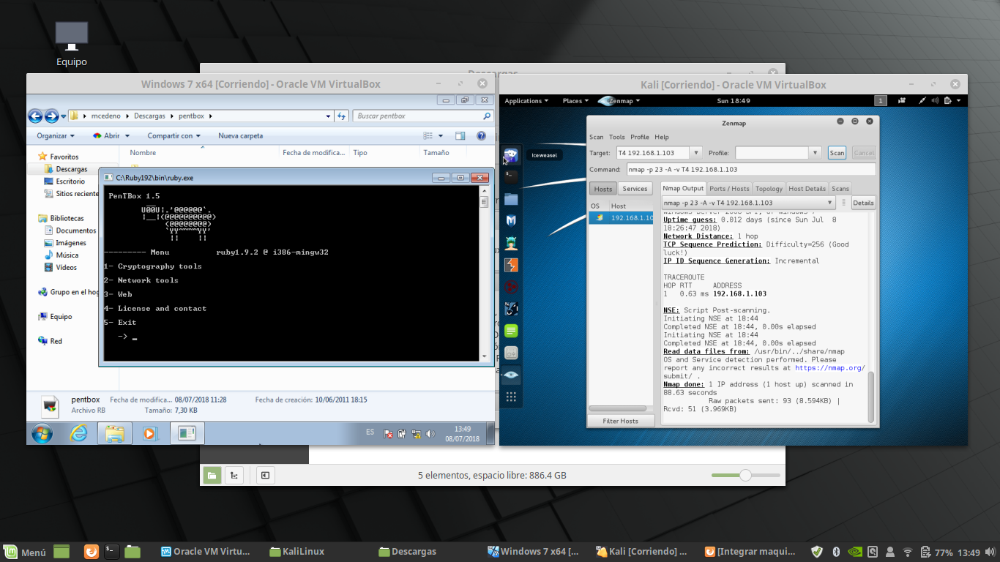 Equipo
Descargas
Windows 7 x64 [Corriendo] - Oracle VM VirtualBox
mcedeno
Descargas
pentbox
Buscar pentbox
Organizar
Abrir
Compartir con
Nueva carpeta
Nombre
Fecha de modifica...
Tipo
Tamaño
Favoritos
Descargas
Escritorio
Sitios reciente
Bibliotecas
Documentos
Imágenes
Música
Vídeos
Grupo en el hog
Equipo
Red
C:\Ruby192\bin\ruby.exe
PenTBox 1.5
--------- Menu          ruby1.9.2 @ i386-mingw32
1- Cryptography tools
2- Network tools
3- Web
4- License and contact
5- Exit
-> _
pentbox
Fecha de modifica... 08/07/2018 11:28
Fecha de creación: 10/06/2011 18:15
Archivo RB
Tamaño: 7,30 KB
ES
13:49
08/07/2018
Kali [Corriendo] - Oracle VM VirtualBox
Applications
Places
Zenmap
Sun 18:49
1
Iceweasel
Zenmap
Scan Tools Profile Help
Target: T4 192.168.1.103
Profile:
Scan
Cancel
Command: nmap -p 23 -A -v T4 192.168.1.103
Hosts
Services
Nmap Output
Ports / Hosts
Topology
Host Details
Scans
OS
Host
192.168.1.10
nmap -p 23 -A -v T4 192.168.1.103
Details
Uptime guess: 0.012 days (since Sun Jul  8
18:26:47 2018)
Network Distance: 1 hop
TCP Sequence Prediction: Difficulty=256 (Good
luck!)
IP ID Sequence Generation: Incremental
TRACEROUTE
HOP RTT     ADDRESS
1   0.63 ms 192.168.1.103
NSE: Script Post-scanning.
Initiating NSE at 18:44
Completed NSE at 18:44, 0.00s elapsed
Initiating NSE at 18:44
Completed NSE at 18:44, 0.00s elapsed
Read data files from: /usr/bin/../share/nmap
OS and Service detection performed. Please
report any incorrect results at https://nmap.org/
submit/ .
Nmap done: 1 IP address (1 host up) scanned in
88.63 seconds
Raw packets sent: 93 (8.594KB) |
Rcvd: 51 (3.969KB)
Filter Hosts
5 elementos, espacio libre: 886.4 GB
Menú
Oracle VM Virtu...
KaliLinux
Descargas
Windows 7 x64 [...
Kali [Corriendo] ...
[Integrar maqui...
77%
13:49